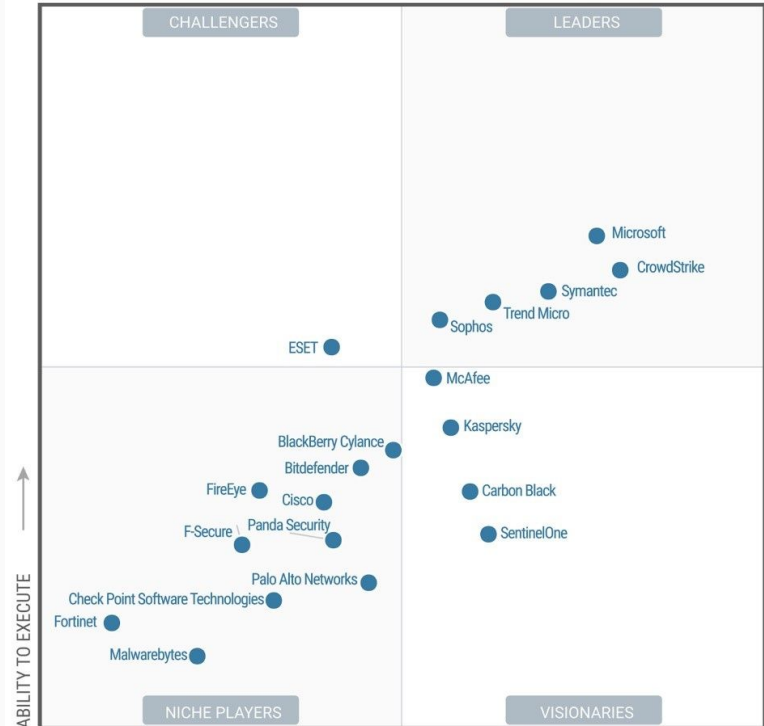 CHALLENGERS
LEADERS
Microsoft
CrowdStrike
Symantec
Trend Micro
Sophos
ESET
McAfee
Kaspersky
BlackBerry Cylance
Bitdefender
FireEye
Carbon Black
Cisco
Panda Security
F-Secure
SentinelOne
Palo Alto Networks
Check Point Software Technologies
Fortinet
Malwarebytes
ABILITY TO EXECUTE
NICHE PLAYERS
VISIONARIES